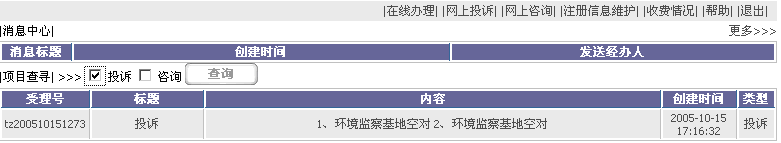 |在线办理| |网上投诉| |网上咨询| |注册信息维护| |收费情况| |帮助| |退出|
|消息中心| 更多>>>
消息标题 创建时间 发送经办人
|项目查寻| >>> 投诉 咨询 查询
受理号 标题 内容 创建时间 类型
tz200510151273 投诉 1、环境监察基地空对 2、环境监察基地空对 2005-10-15 17:16:32 投诉